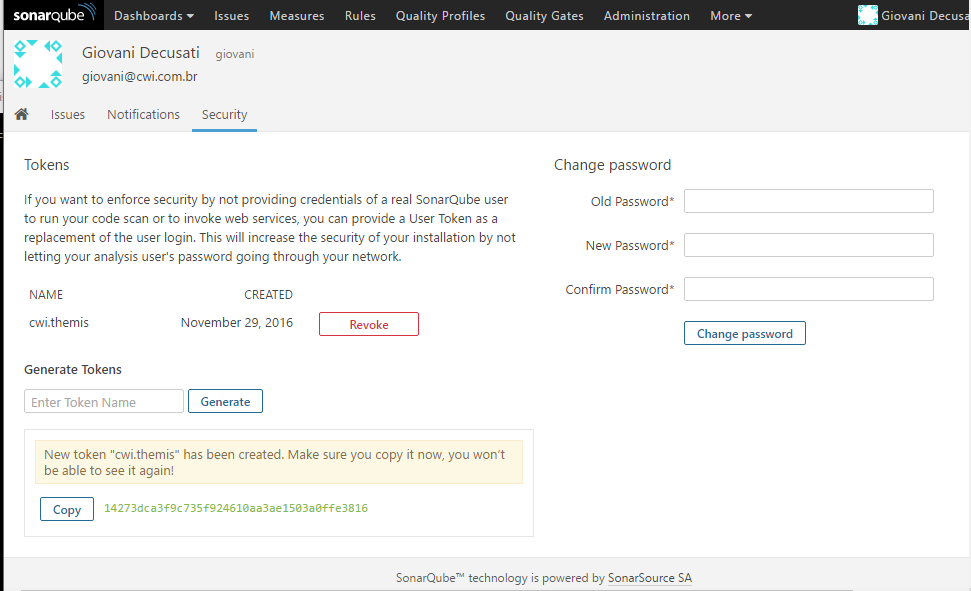 sonarqube Dashboards Issues Measures Rules Quality Profiles Quality Gates Administration More Giovani Decusa
Giovani Decusati giovani
giovani@cwi.com.br
Issues Notifications Security
Tokens
If you want to enforce security by not providing credentials of a real SonarQube user
to run your code scan or to invoke web services, you can provide a User Token as a
replacement of the user login. This will increase the security of your installation by not
letting your analysis user's password going through your network.
NAME CREATED
cwi.themis November 29, 2016 Revoke
Generate Tokens
Enter Token Name Generate
New token "cwi.themis" has been created. Make sure you copy it now, you won't
be able to see it again!
Copy 14273dca3f9c735f924610aa3ae1503a0ffe3816
Change password
Old Password*
New Password*
Confirm Password*
Change password
SonarQube™ technology is powered by SonarSource SA